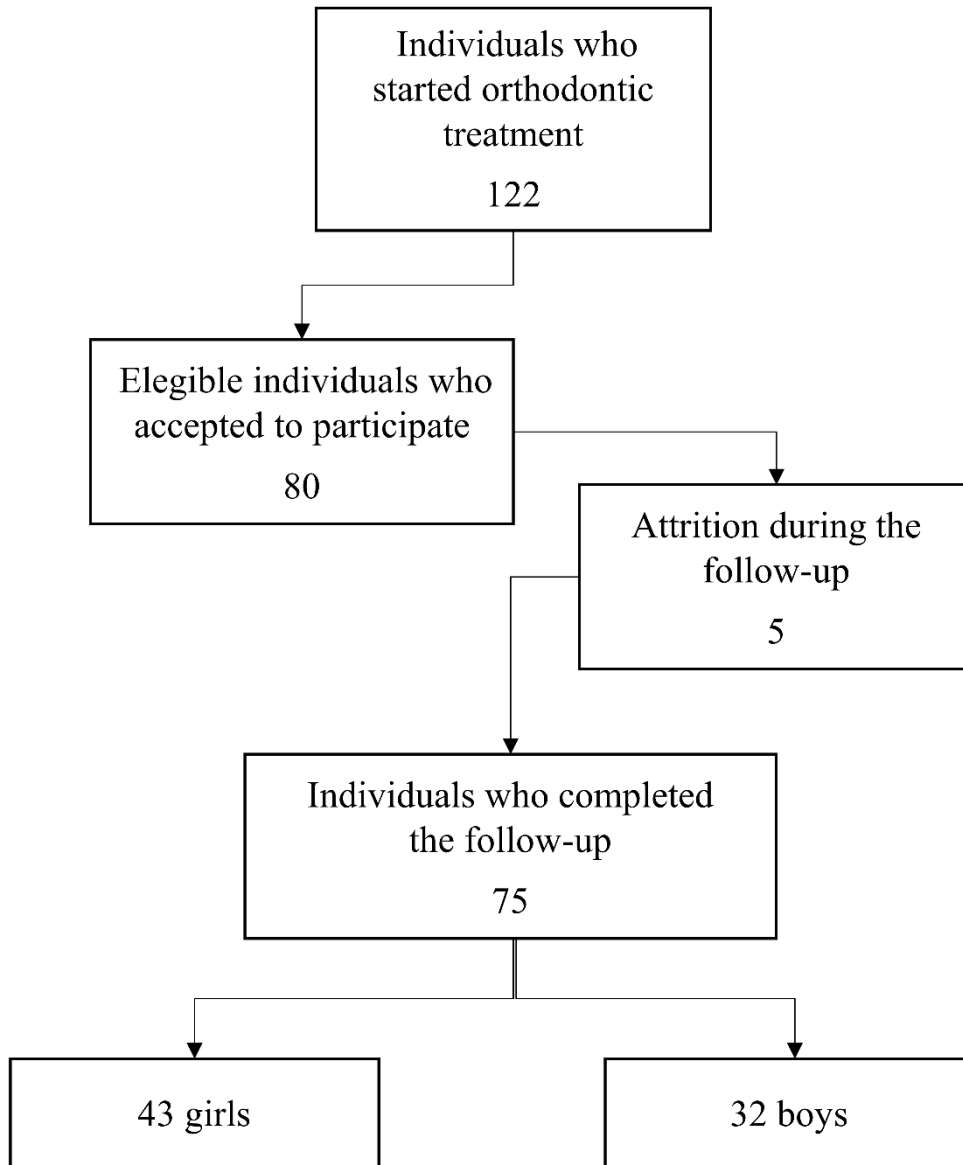 Individuals who
started orthodontic
treatment
122
Elegible individuals who
accepted to participate
80
Attrition during the
follow-up
5
Individuals who completed
the follow-up
75
43 girls
32 boys